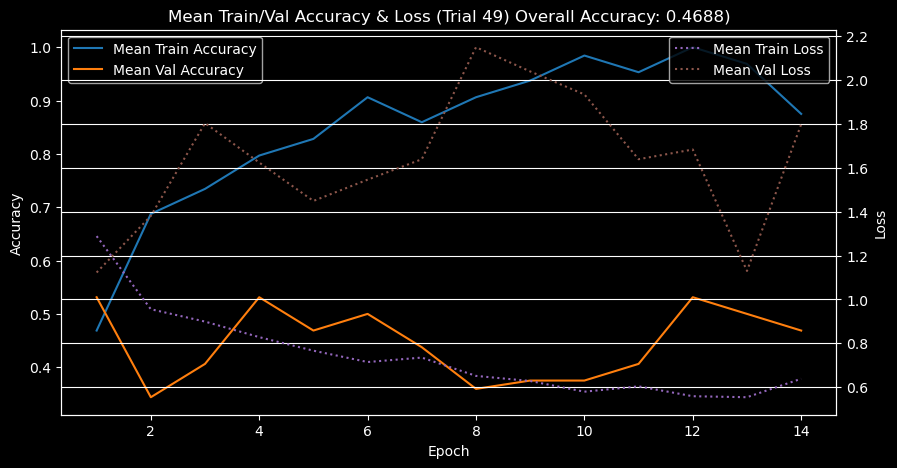 Mean Train/Val Accuracy & Loss (Trial 49) Overall Accuracy: 0.4688)
Mean Train Accuracy
Mean Val Accuracy
Mean Train Loss
Mean Val Loss
Accuracy
1.0
0.9
0.8
0.7
0.6
0.5
0.4
2.2
2.0
1.8
1.6
1.4
1.2
1.0
0.8
0.6
Loss
2 4 6 8 10 12 14
Epoch